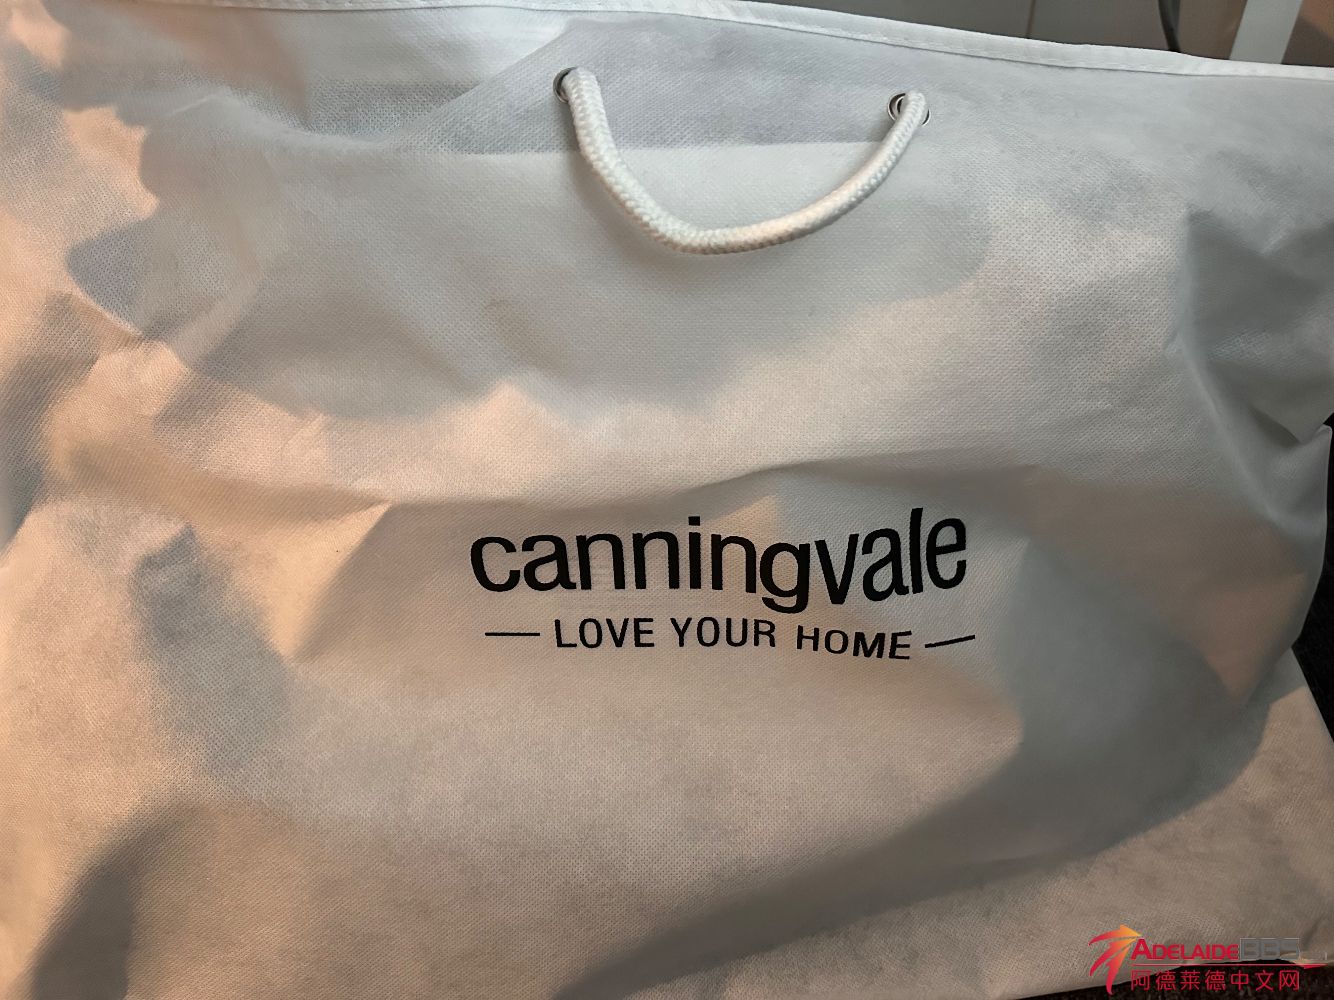 canningvale
— LOVE YOUR HOME —
ADELAIDEBBS
阿德莱德中文网